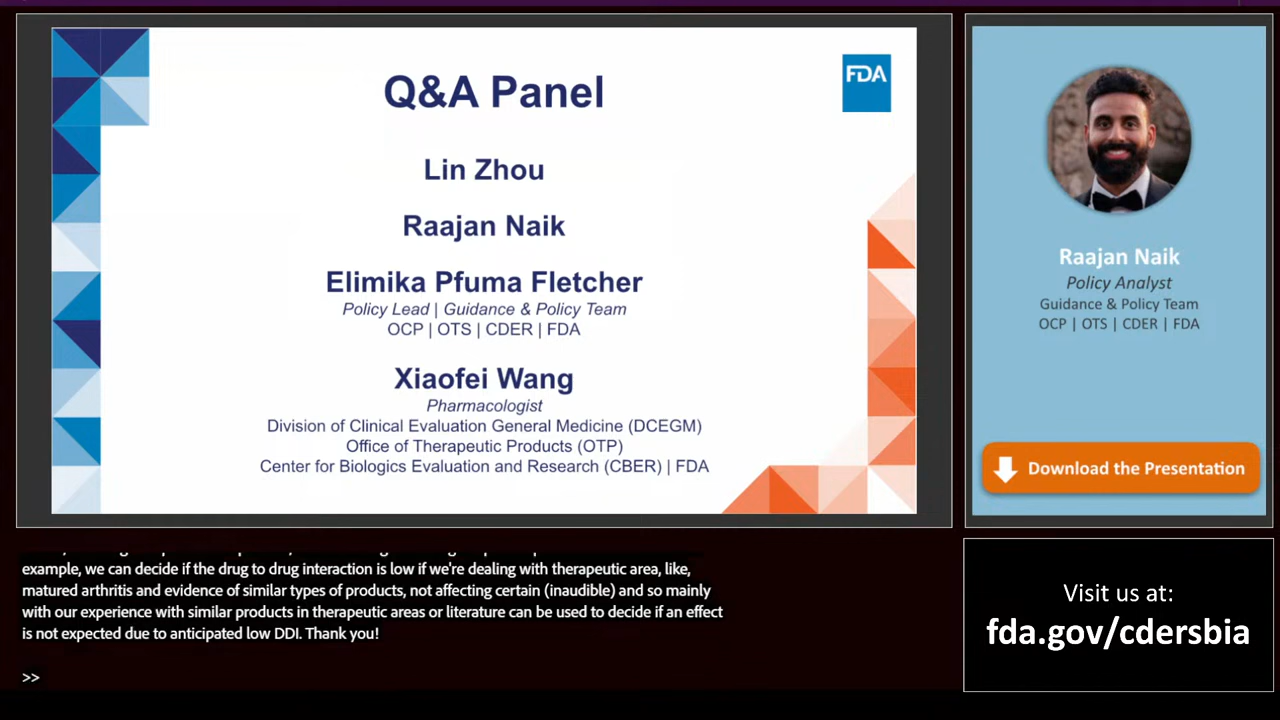 Q&A Panel
FDA
Lin Zhou
Raajan Naik
Elimika Pfuma Fletcher
Policy Lead | Guidance & Policy Team
OCP | OTS | CDER | FDA
Xiaofei Wang
Pharmacologist
Division of Clinical Evaluation General Medicine (DCEGM)
Office of Therapeutic Products (OTP)
Center for Biologics Evaluation and Research (CBER) | FDA
Raajan Naik
Policy Analyst
Guidance & Policy Team
OCP | OTS | CDER | FDA
Download the Presentation
example, we can decide if the drug to drug interaction is low if we're dealing with therapeutic area, like,
matured arthritis and evidence of similar types of products, not affecting certain (inaudible) and so mainly
with our experience with similar products in therapeutic areas or literature can be used to decide if an effect
is not expected due to anticipated low DDI. Thank you!
>>
Visit us at:
fda.gov/cdersbia